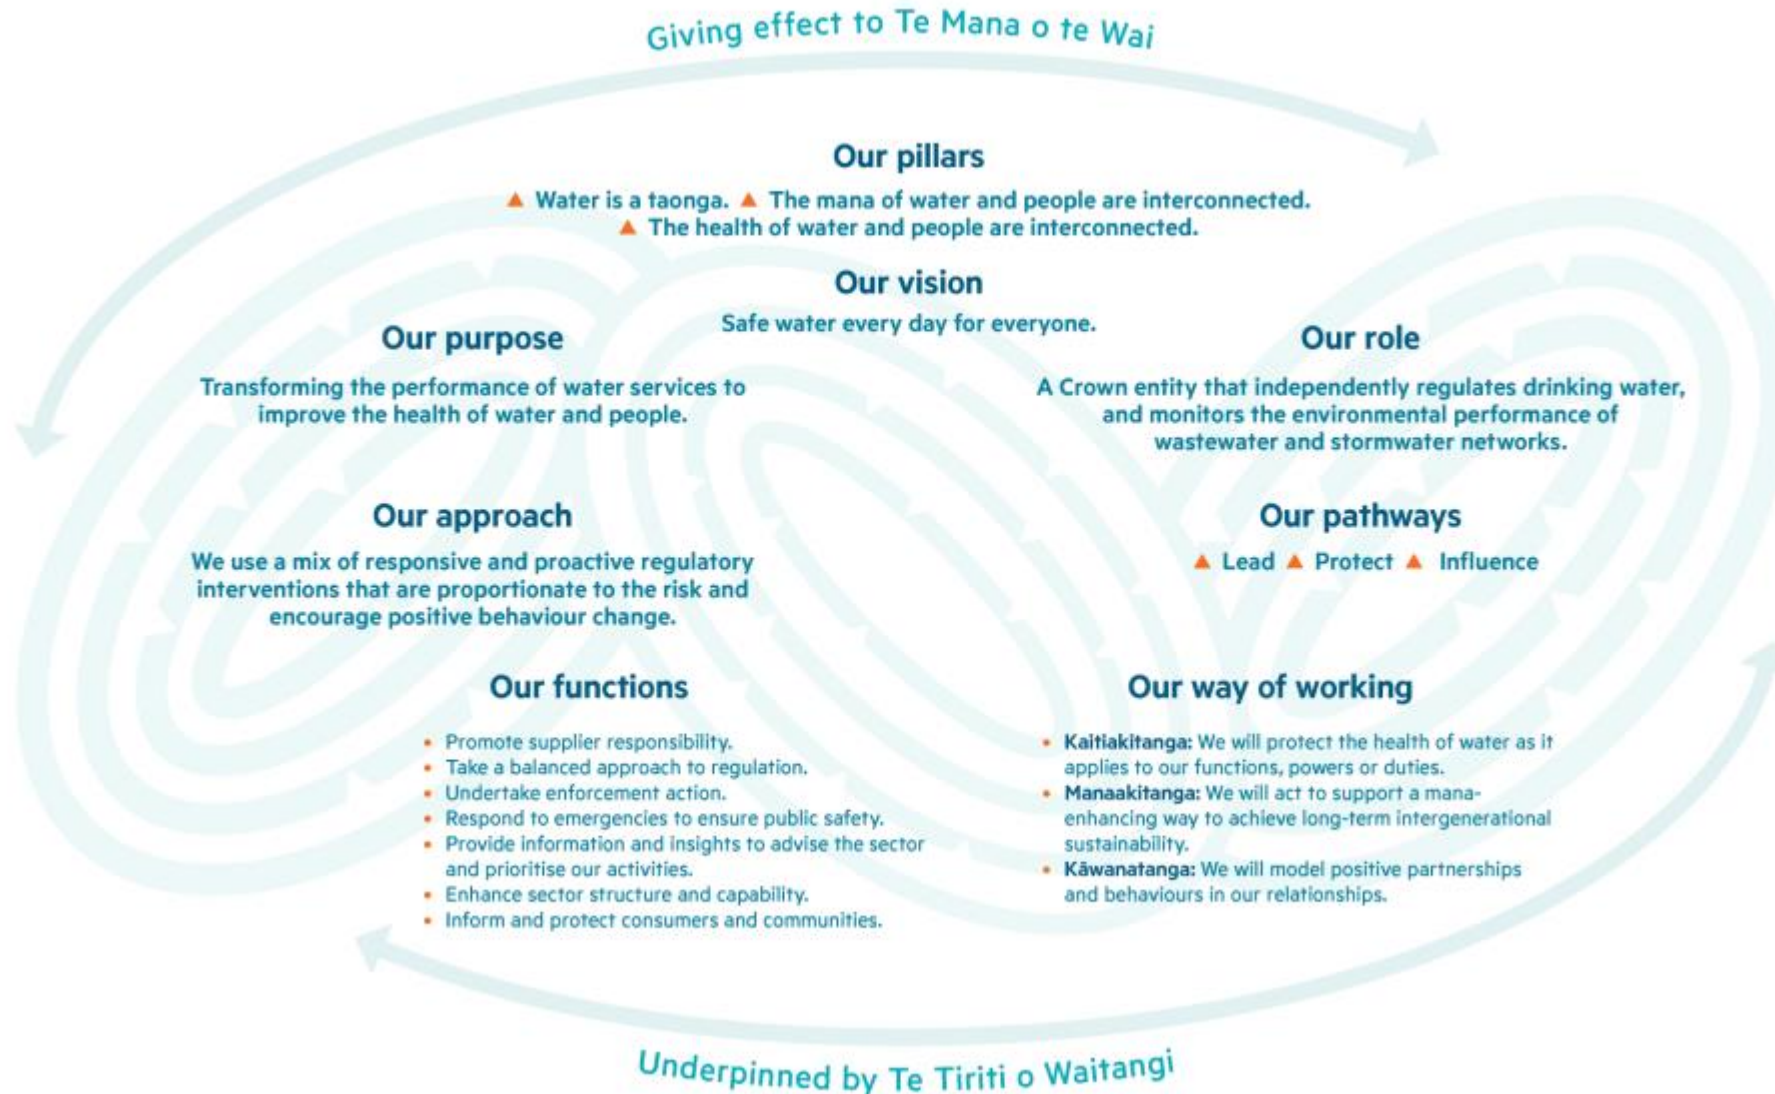 Giving effect to Te Mana o te Wai
Our pillars
▲ Water is a taonga. ▲ The mana of water and people are interconnected.
▲ The health of water and people are interconnected.
Our vision
Safe water every day for everyone.
Our purpose
Transforming the performance of water services to
improve the health of water and people.
Our role
A Crown entity that independently regulates drinking water,
and monitors the environmental performance of
wastewater and stormwater networks.
Our approach
We use a mix of responsive and proactive regulatory
interventions that are proportionate to the risk and
encourage positive behaviour change.
Our pathways
▲ Lead ▲ Protect ▲ Influence
Our functions
• Promote supplier responsibility.
• Take a balanced approach to regulation.
• Undertake enforcement action.
• Respond to emergencies to ensure public safety.
• Provide information and insights to advise the sector
and prioritise our activities.
• Enhance sector structure and capability.
• Inform and protect consumers and communities.
Our way of working
• Kaitiakitanga: We will protect the health of water as it
applies to our functions, powers or duties.
• Manaakitanga: We will act to support a mana-
enhancing way to achieve long-term intergenerational
sustainability.
• Kāwanatanga: We will model positive partnerships
and behaviours in our relationships.
Underpinned by Te Tiriti o Waitangi